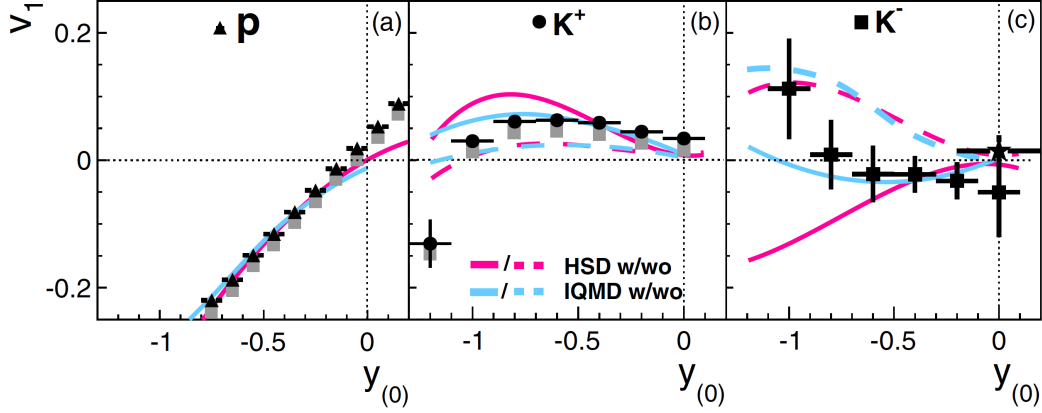 v₁
0.2
0
-0.2
p
(a)
K⁺
(b)
K⁻
(c)
/ HSD w/wo
/ IQMD w/wo
-1 -0.5 0
-1 -0.5 0
-1 -0.5 0
y₍₀₎
y₍₀₎
y₍₀₎